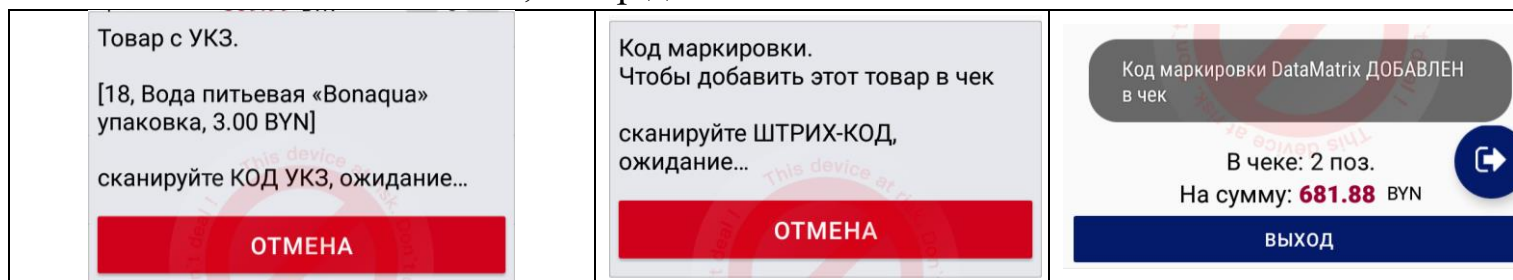 Товар с УКЗ.
[18, Вода питьевая «Bonaqua»
упаковка, 3.00 BYN]
сканируйте КОД УКЗ, ожидание...
ОТМЕНА
Код маркировки.
Чтобы добавить этот товар в чек
сканируйте ШТРИХ-КОД,
ожидание...
ОТМЕНА
Код маркировки DataMatrix ДОБАВЛЕН
в чек
В чеке: 2 поз.
На сумму: 681.88 BYN
ВЫХОД